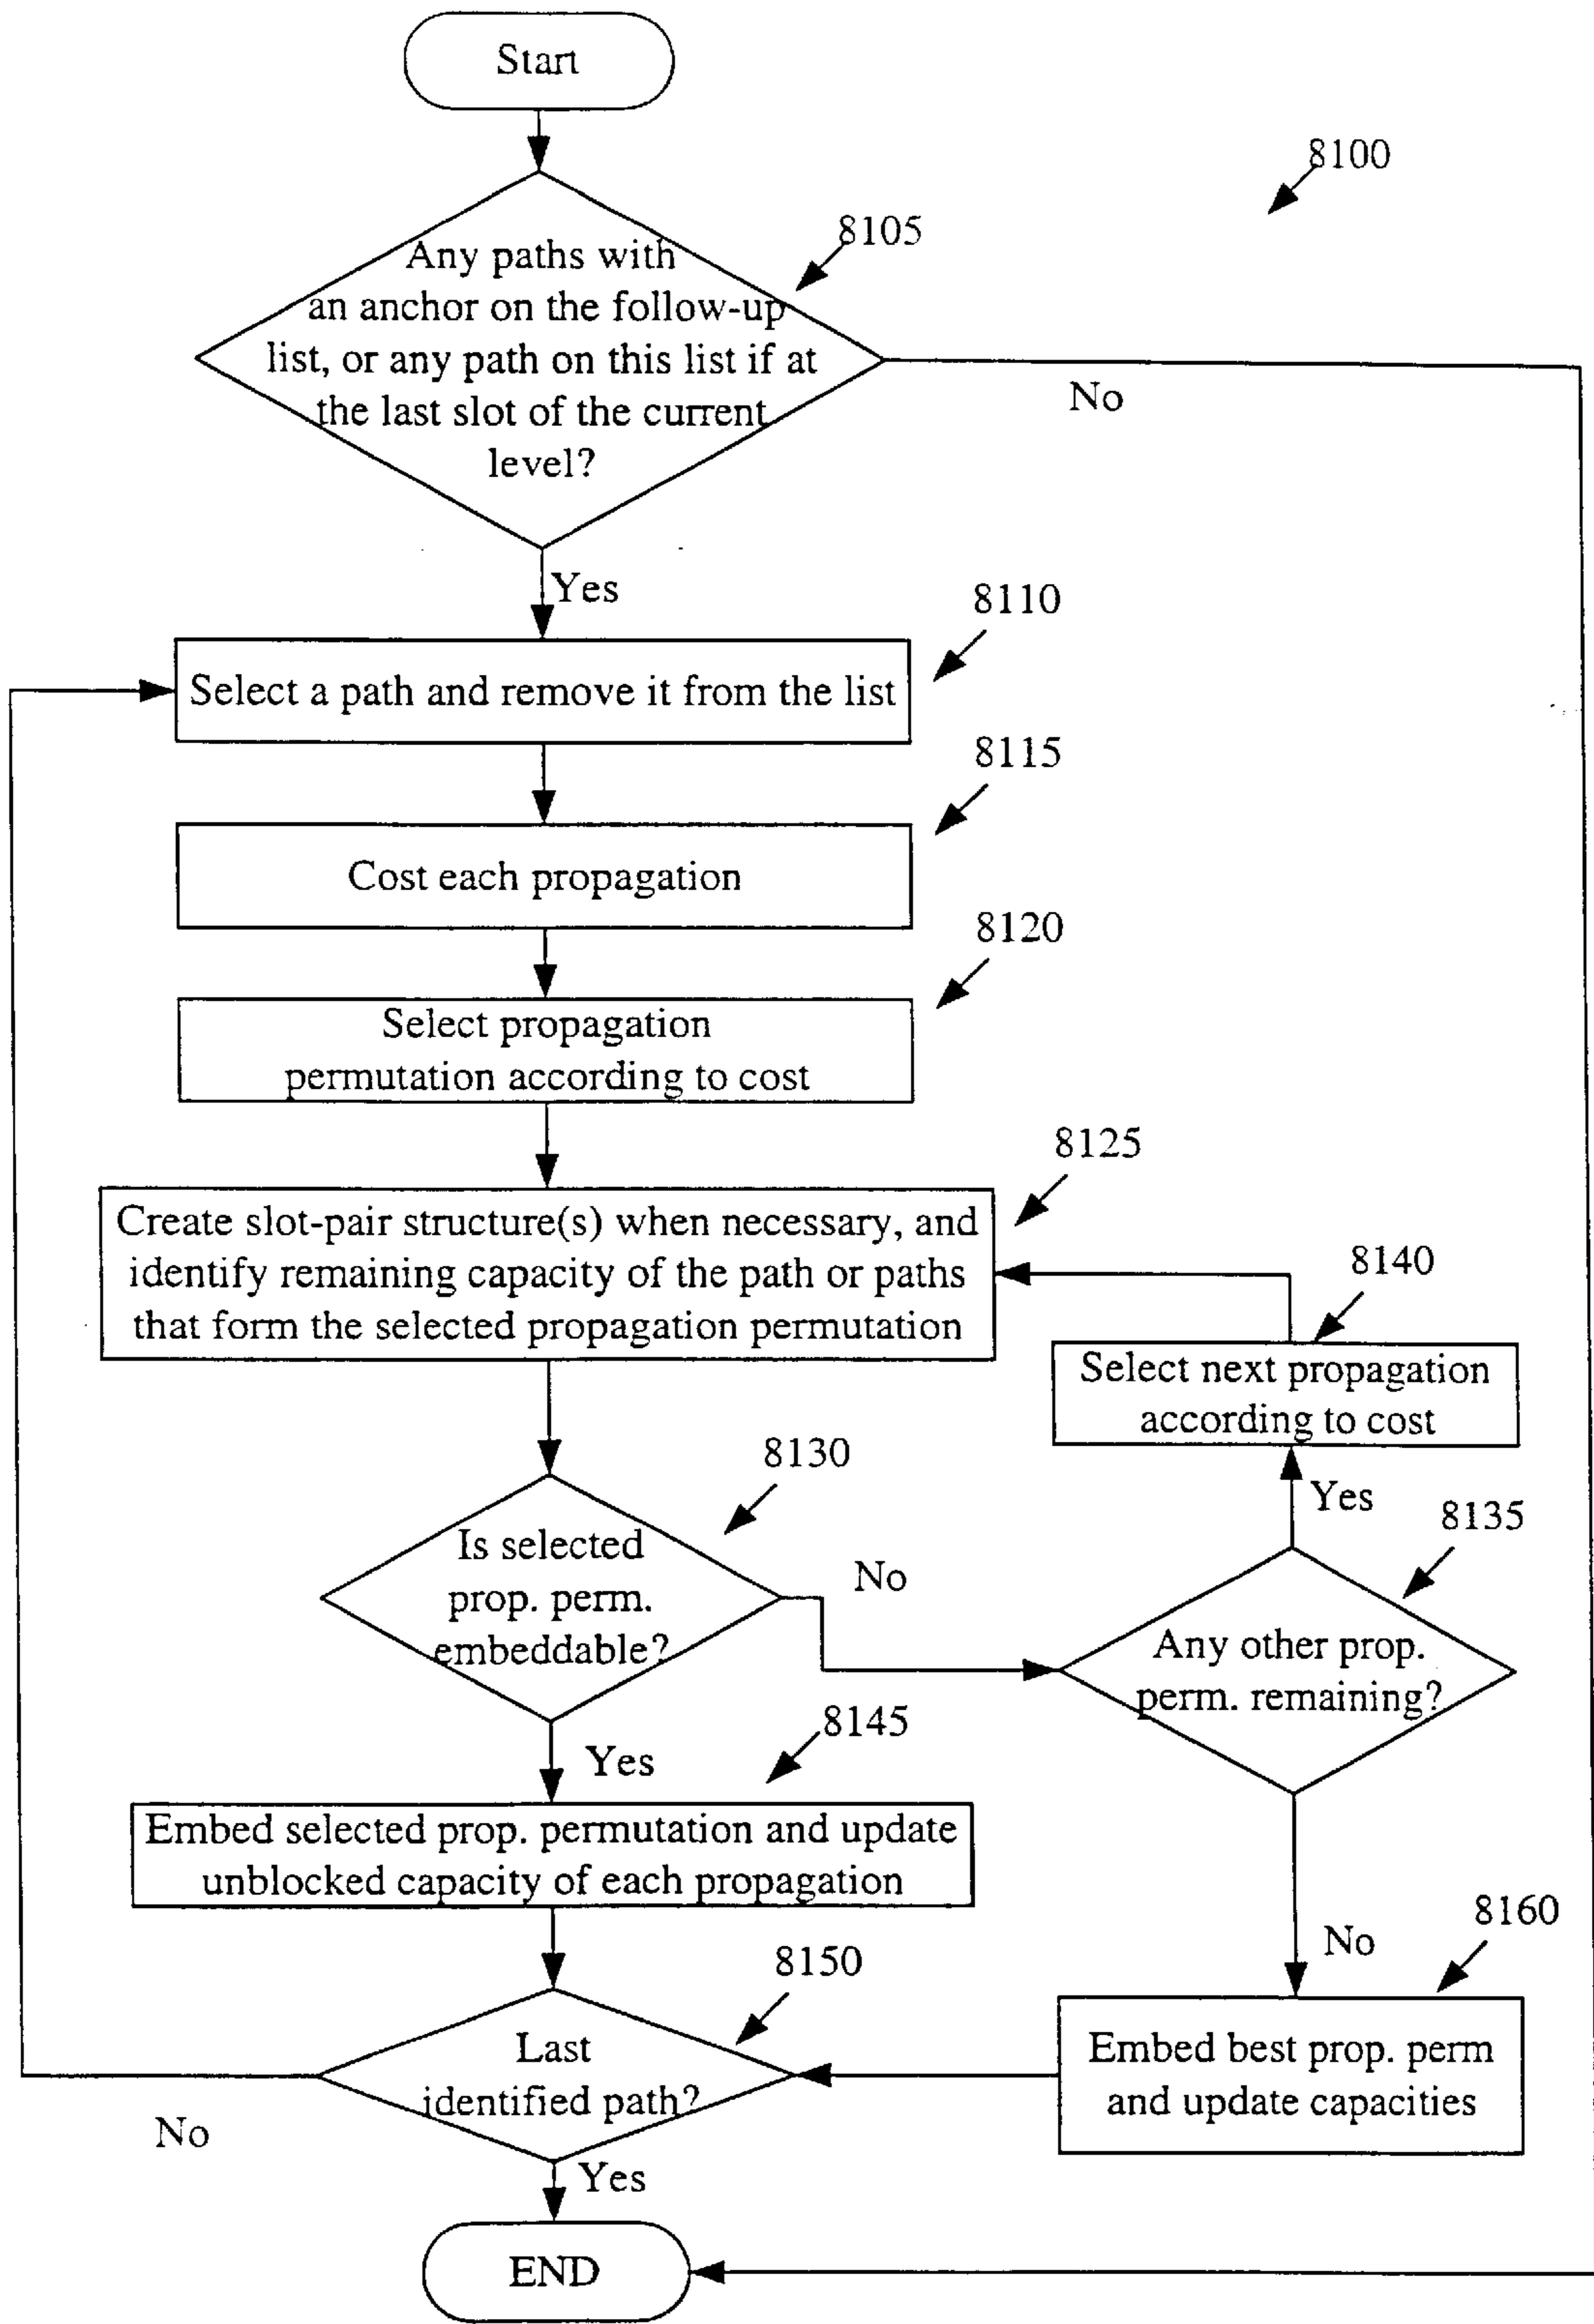 Start
8100
8105
Any paths with
an anchor on the follow-up
list, or any path on this list if at
the last slot of the current
level?
No
Yes
8110
Select a path and remove it from the list
8115
Cost each propagation
8120
Select propagation
permutation according to cost
8125
Create slot-pair structure(s) when necessary, and
identify remaining capacity of the path or paths
that form the selected propagation permutation
8140
Select next propagation
according to cost
8130
Is selected
prop. perm.
embeddable?
No
Yes
8135
Any other prop.
perm. remaining?
8145
Yes
Embed selected prop. permutation and update
unblocked capacity of each propagation
No
8160
8150
Last
identified path?
Embed best prop. perm
and update capacities
No
Yes
END